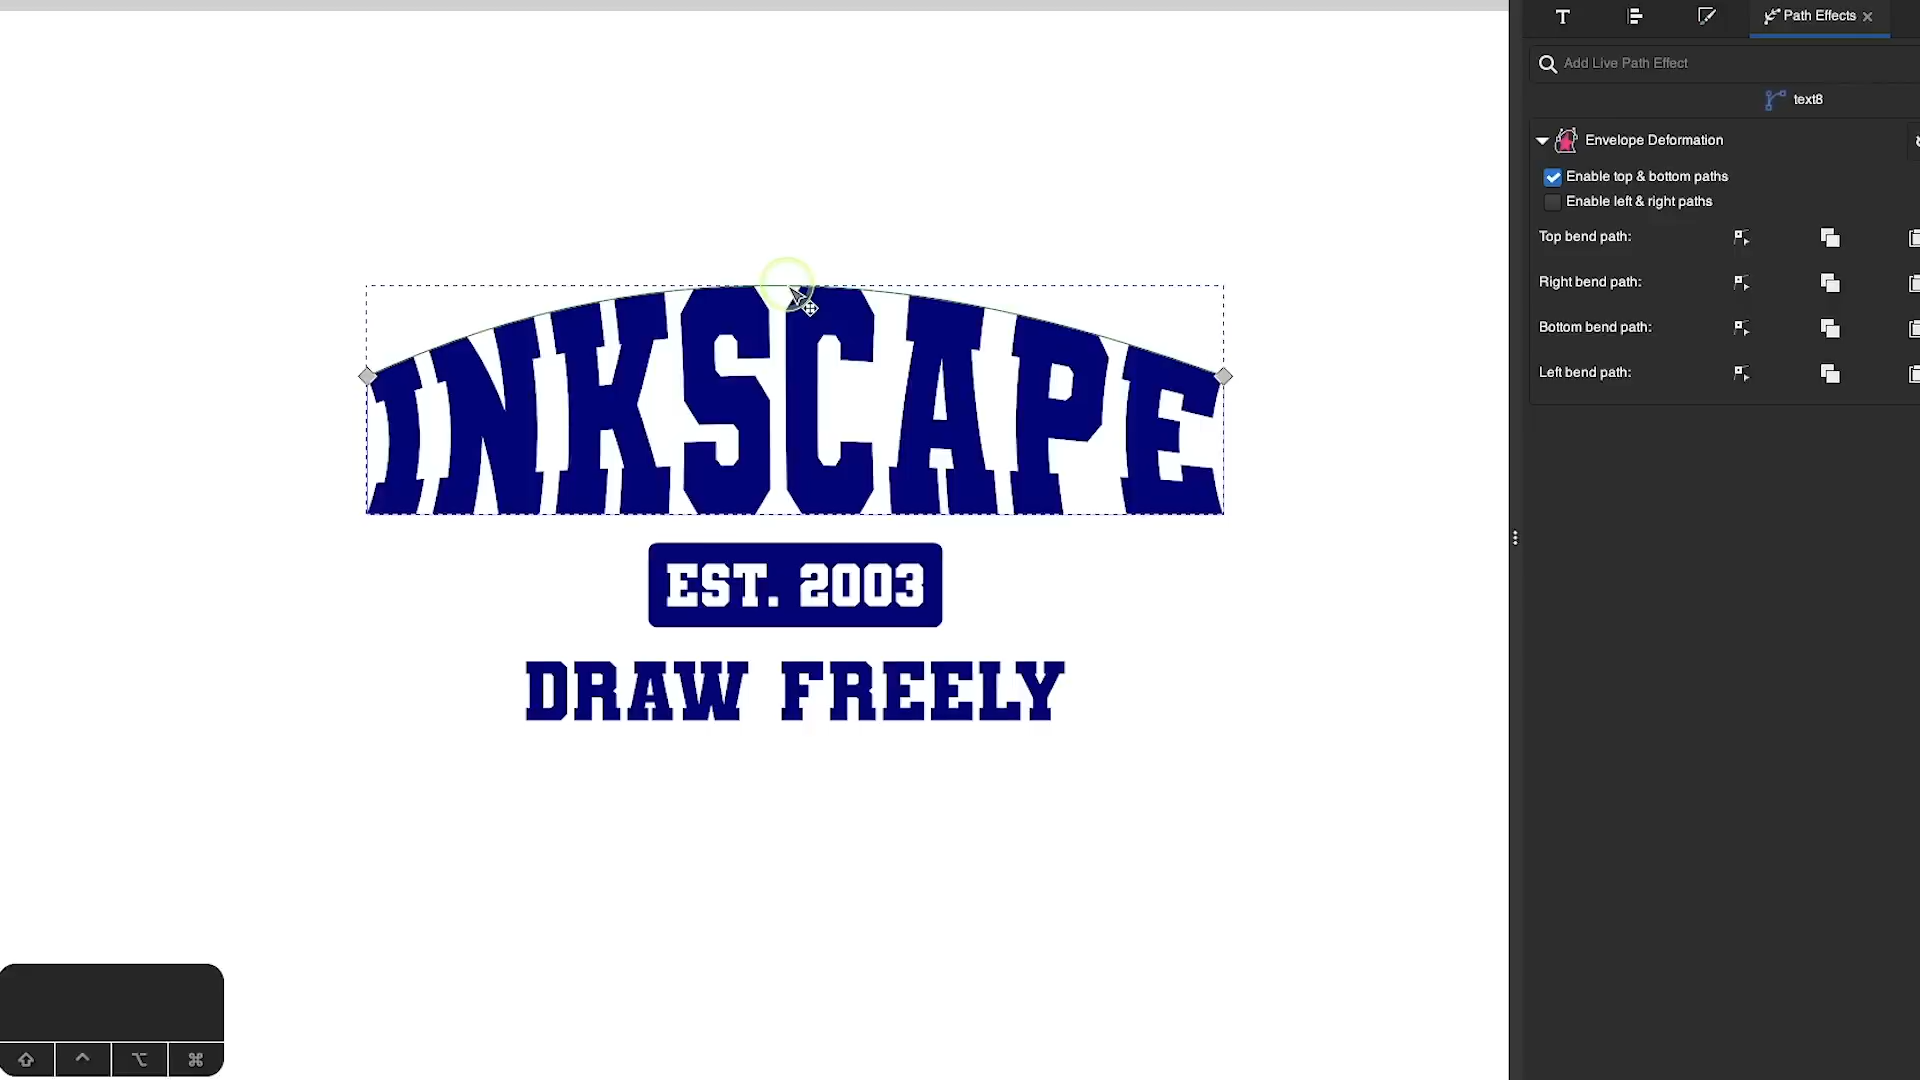 Path Effects
Add Live Path Effect
text8
Envelope Deformation
Enable top & bottom paths
Enable left & right paths
Top bend path:
Right bend path:
Bottom bend path:
Left bend path:
INKSCAPE
EST. 2003
DRAW FREELY